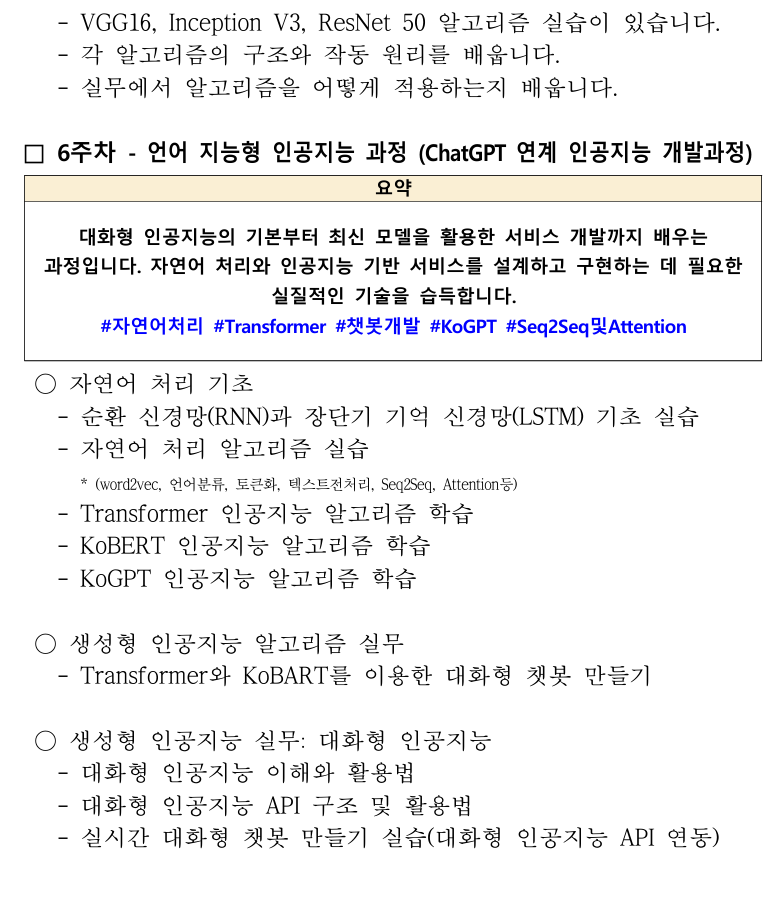 - VGG16, Inception V3, ResNet 50 알고리즘 실습이 있습니다.
- 각 알고리즘의 구조와 작동 원리를 배웁니다.
- 실무에서 알고리즘을 어떻게 적용하는지 배웁니다.
□ 6주차 - 언어 지능형 인공지능 과정 (ChatGPT 연계 인공지능 개발과정)
요약
대화형 인공지능의 기본부터 최신 모델을 활용한 서비스 개발까지 배우는
과정입니다. 자연어 처리와 인공지능 기반 서비스를 설계하고 구현하는 데 필요한
실질적인 기술을 습득합니다.
#자연어처리 #Transformer #챗봇개발 #KoGPT #Seq2Seq및Attention
○ 자연어 처리 기초
- 순환 신경망(RNN)과 장단기 기억 신경망(LSTM) 기초 실습
- 자연어 처리 알고리즘 실습
* (word2vec, 언어분류, 토큰화, 텍스트전처리, Seq2Seq, Attention등)
- Transformer 인공지능 알고리즘 학습
- KoBERT 인공지능 알고리즘 학습
- KoGPT 인공지능 알고리즘 학습
○ 생성형 인공지능 알고리즘 실무
- Transformer와 KoBART를 이용한 대화형 챗봇 만들기
○ 생성형 인공지능 실무: 대화형 인공지능
- 대화형 인공지능 이해와 활용법
- 대화형 인공지능 API 구조 및 활용법
- 실시간 대화형 챗봇 만들기 실습(대화형 인공지능 API 연동)